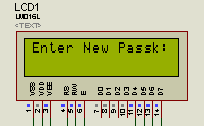 LCD1
LM016L
<TEXT>
Enter New Passk:
VSS VDD VEE RS RW E D0 D1 D2 D3 D4 D5 D6 D7
1 2 3 4 5 6 7 8 9 10 11 12 13 14